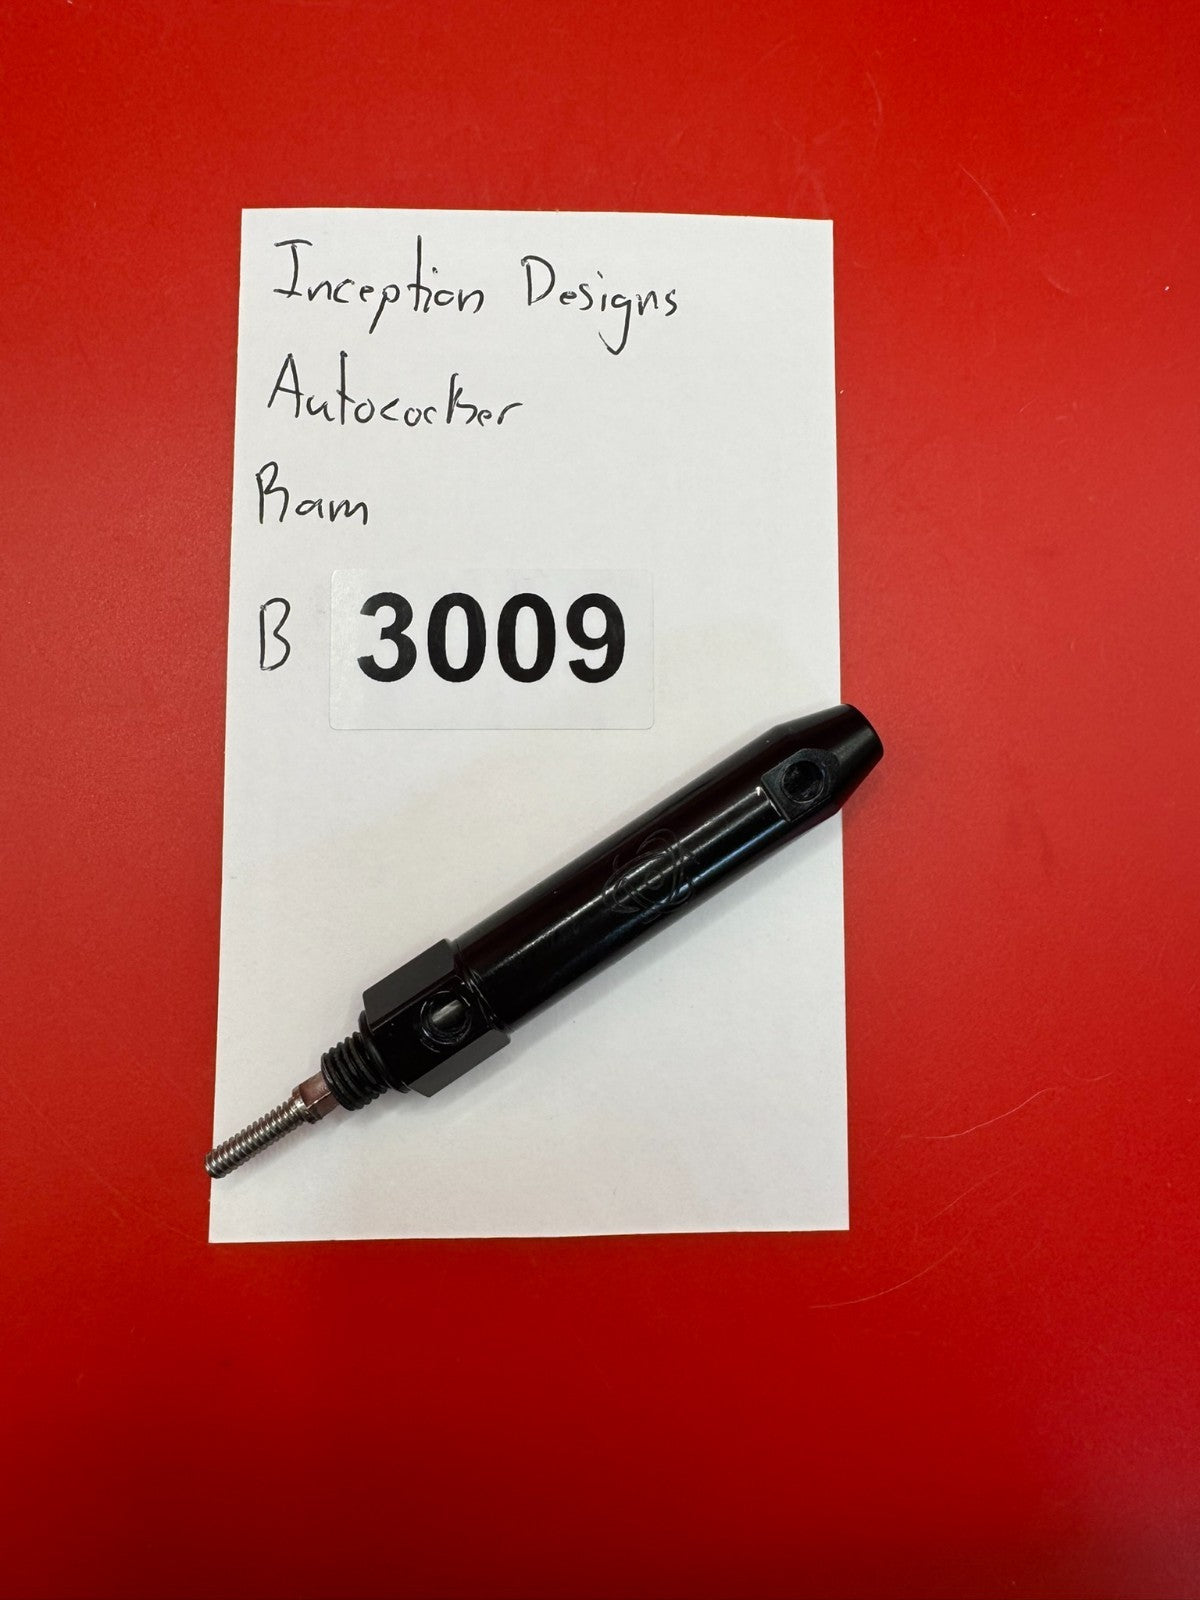 Inception Designs
Autococker
Ram
B 3009